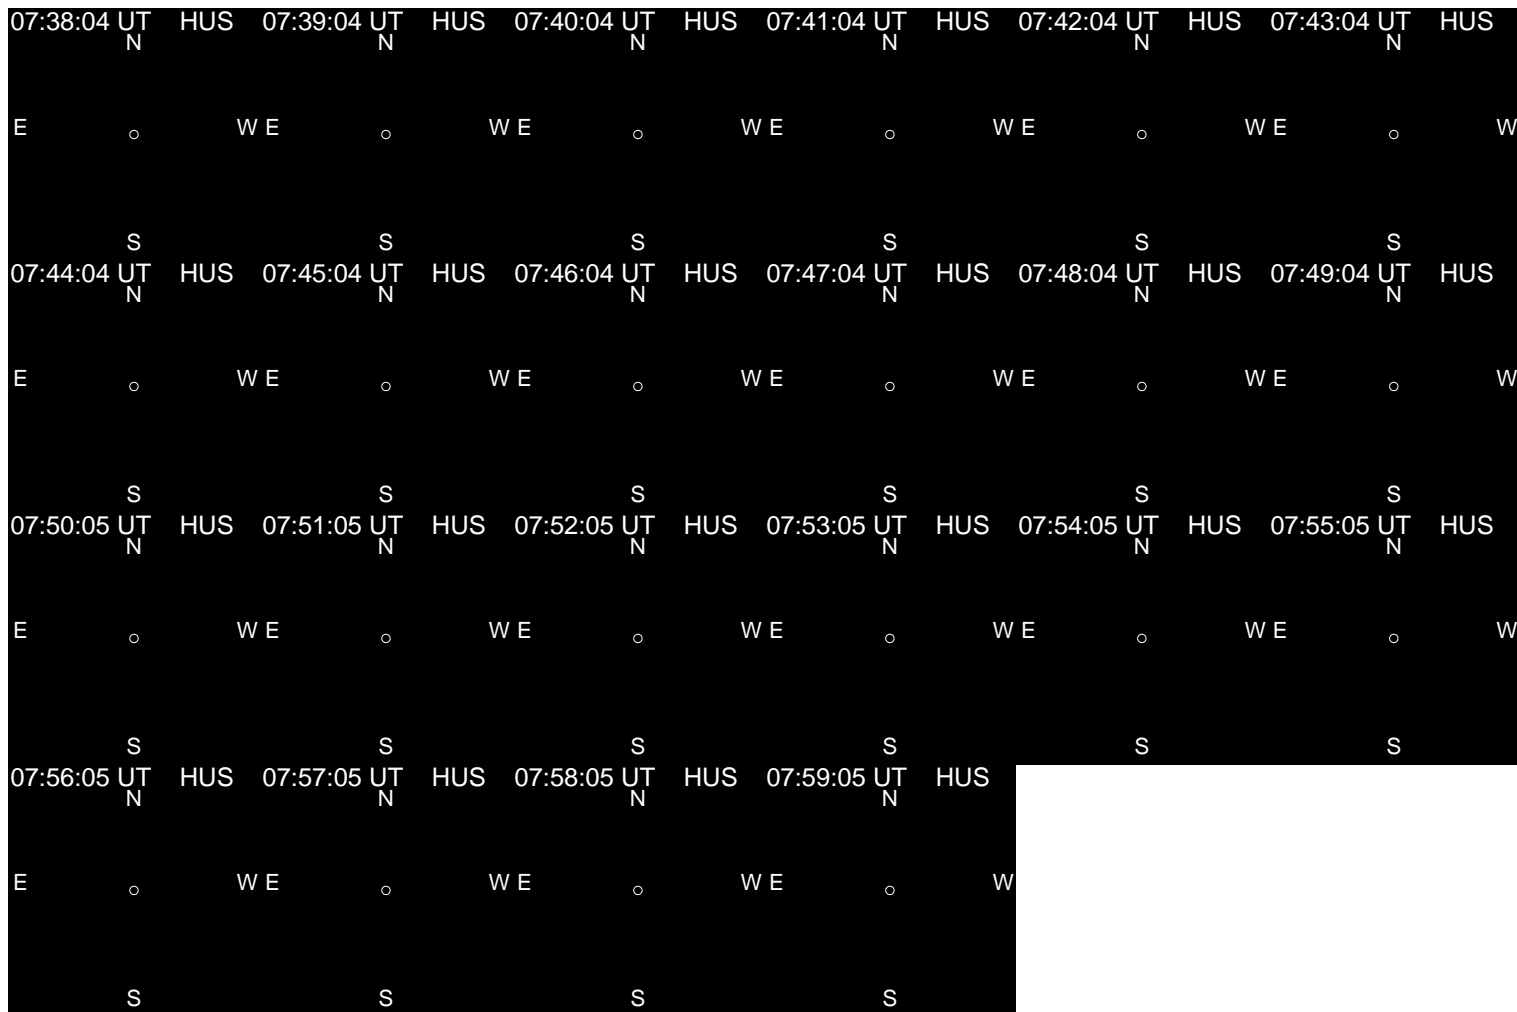 07:38:04 UT HUS 07:39:04 UT HUS 07:40:04 UT HUS 07:41:04 UT HUS 07:42:04 UT HUS 07:43:04 UT HUS
N N N N N N
E W E W E W E W E W E W
S S S S S S
07:44:04 UT HUS 07:45:04 UT HUS 07:46:04 UT HUS 07:47:04 UT HUS 07:48:04 UT HUS 07:49:04 UT HUS
N N N N N N
E W E W E W E W E W E W
S S S S S S
07:50:05 UT HUS 07:51:05 UT HUS 07:52:05 UT HUS 07:53:05 UT HUS 07:54:05 UT HUS 07:55:05 UT HUS
N N N N N N
E W E W E W E W E W E W
S S S S S S
07:56:05 UT HUS 07:57:05 UT HUS 07:58:05 UT HUS 07:59:05 UT HUS
N N N N
E W E W E W E W
S S S S